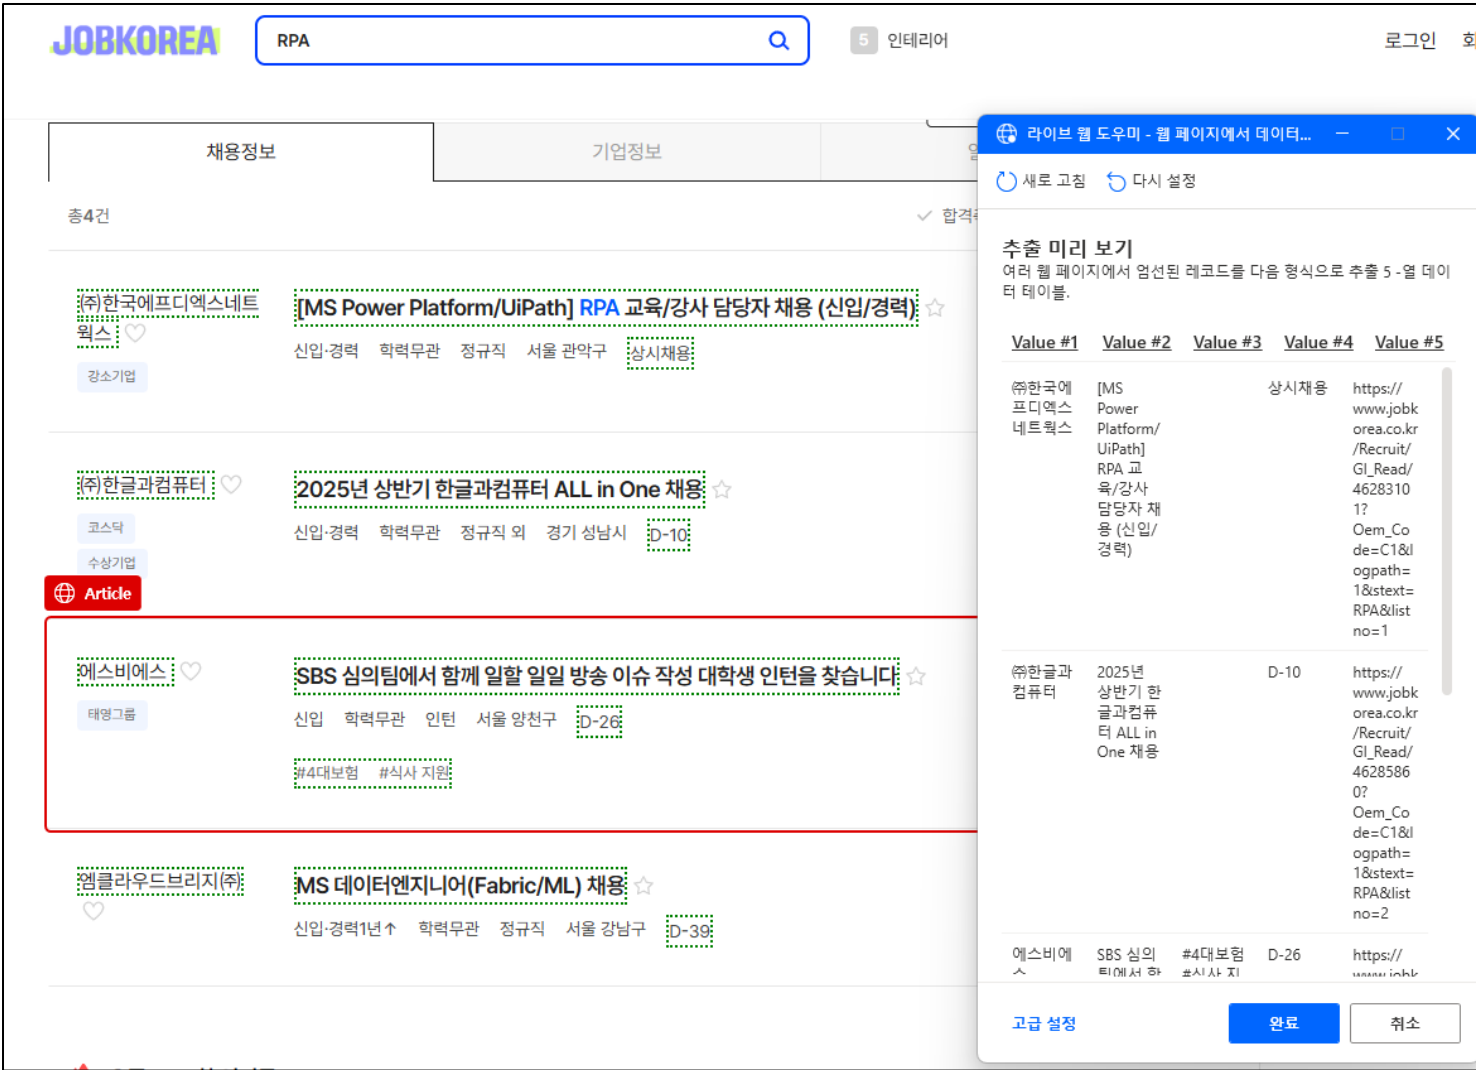 JOBKOREA
RPA
5 인테리어
로그인
채용정보
기업정보
총4건
㈜한국에프디엑스네트
웍스
강소기업
[MS Power Platform/UiPath] RPA 교육/강사 담당자 채용 (신입/경력)
신입·경력 학력무관 정규직 서울 관악구 상시채용
㈜한글과컴퓨터
코스닥
수상기업
2025년 상반기 한글과컴퓨터 ALL in One 채용
신입·경력 학력무관 정규직 외 경기 성남시 D-10
Article
에스비에스
태영그룹
SBS 심의팀에서 함께 일할 일일 방송 이슈 작성 대학생 인턴을 찾습니다
신입 학력무관 인턴 서울 양천구 D-26
#4대보험 #식사 지원
엠클라우드브리지㈜
MS 데이터엔지니어(Fabric/ML) 채용
신입·경력1년↑ 학력무관 정규직 서울 강남구 D-39
라이브 웹 도우미 - 웹 페이지에서 데이터...
새로 고침 다시 설정
추출 미리 보기
여러 웹 페이지에서 엄선된 레코드를 다음 형식으로 추출 5 -열 데이
터 테이블.
Value #1 Value #2 Value #3 Value #4 Value #5
㈜한국에
프디엑스
네트웍스
[MS
Power
Platform/
UiPath]
RPA 교
육/강사
담당자 채
용 (신입/
경력)
상시채용
https://
www.jobk
orea.co.kr
/Recruit/
GI_Read/
4628310
1?
Oem_Co
de=C1&l
ogpath=
1&stext=
RPA&list
no=1
㈜한글과
컴퓨터
2025년
상반기 한
글과컴퓨
터 ALL in
One 채용
D-10
https://
www.jobk
orea.co.kr
/Recruit/
GI_Read/
4628586
0?
Oem_Co
de=C1&l
ogpath=
1&stext=
RPA&list
no=2
에스비에
스
SBS 심의
팀에서 함
#4대보험
#식사 지
D-26
https://
www.jobk
고급 설정
완료
취소